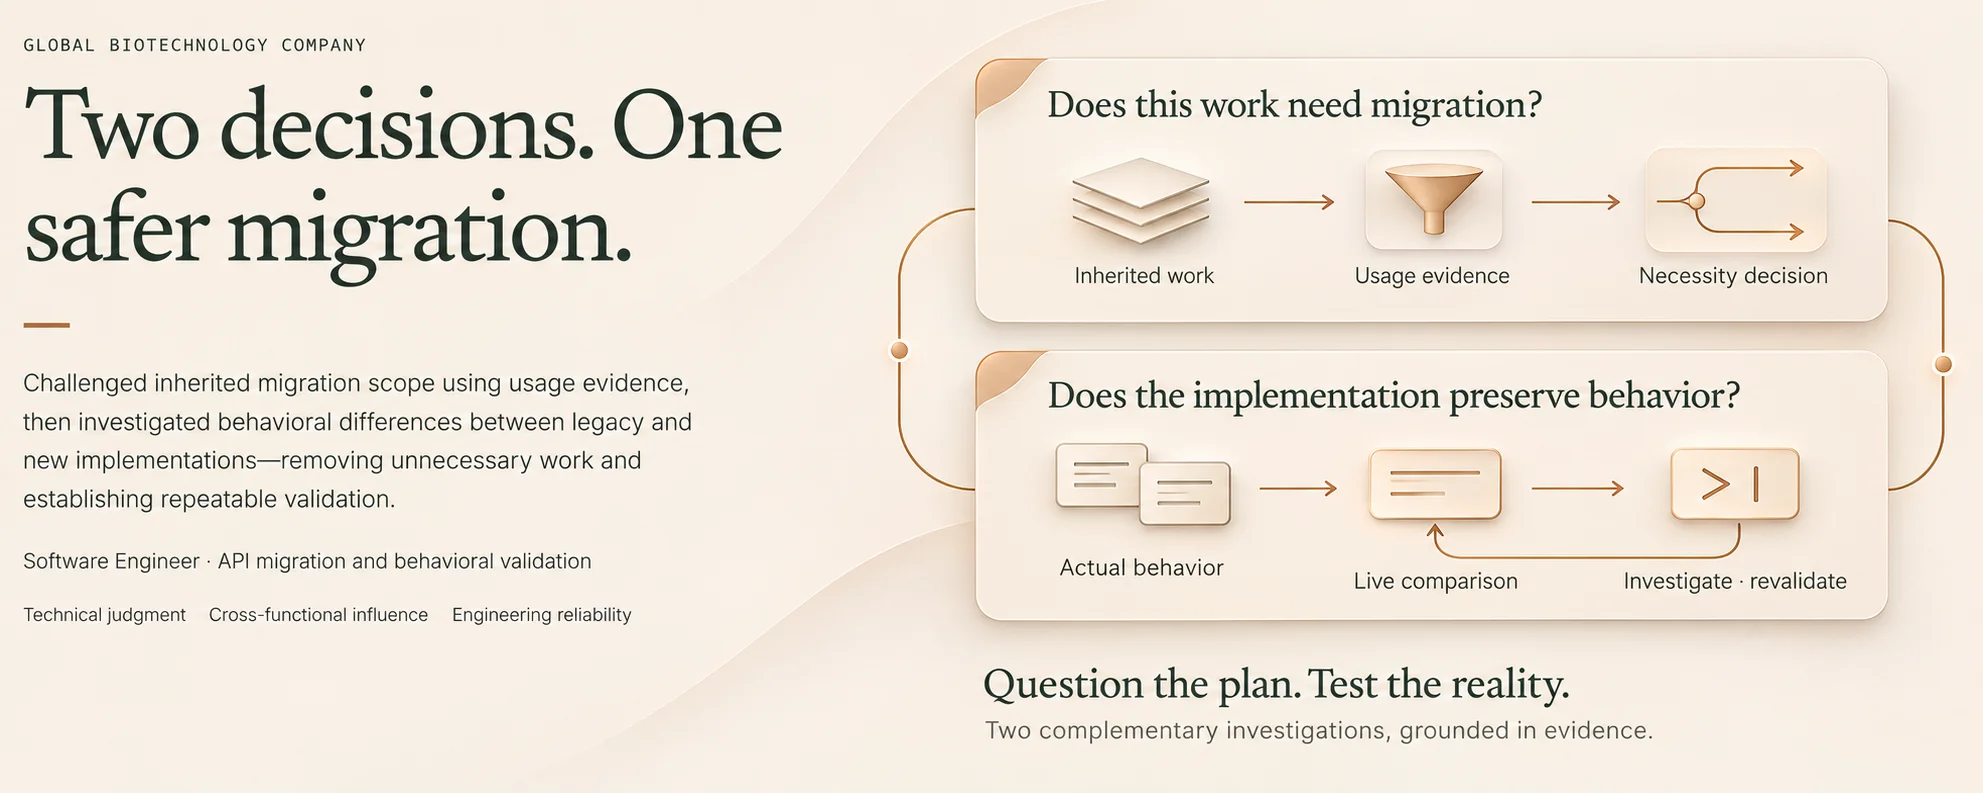 GLOBAL BIOTECHNOLOGY COMPANY
Two decisions. One
safer migration.
Challenged inherited migration scope using usage evidence,
then investigated behavioral differences between legacy and
new implementations—removing unnecessary work and
establishing repeatable validation.
Software Engineer · API migration and behavioral validation
Technical judgment Cross-functional influence Engineering reliability
Does this work need migration?
Inherited work
Usage evidence
Necessity decision
Does the implementation preserve behavior?
Actual behavior
Live comparison
Investigate · revalidate
Question the plan. Test the reality.
Two complementary investigations, grounded in evidence.